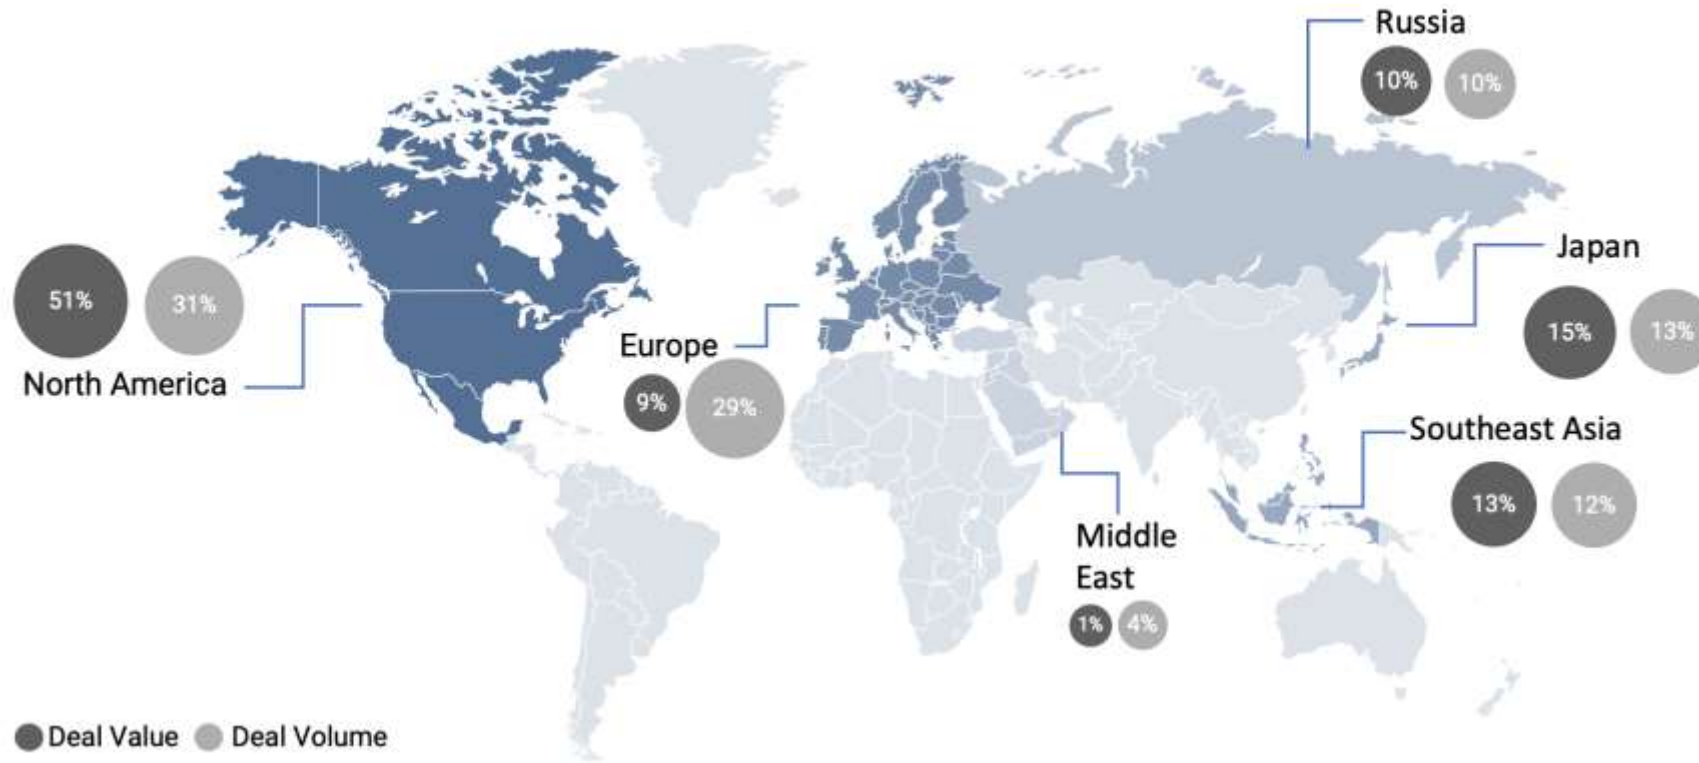 Russia
10% 10%
Japan
15% 13%
51% 31%
North America
Europe
9% 29%
Southeast Asia
13% 12%
Middle
East
1% 4%
Deal Value Deal Volume